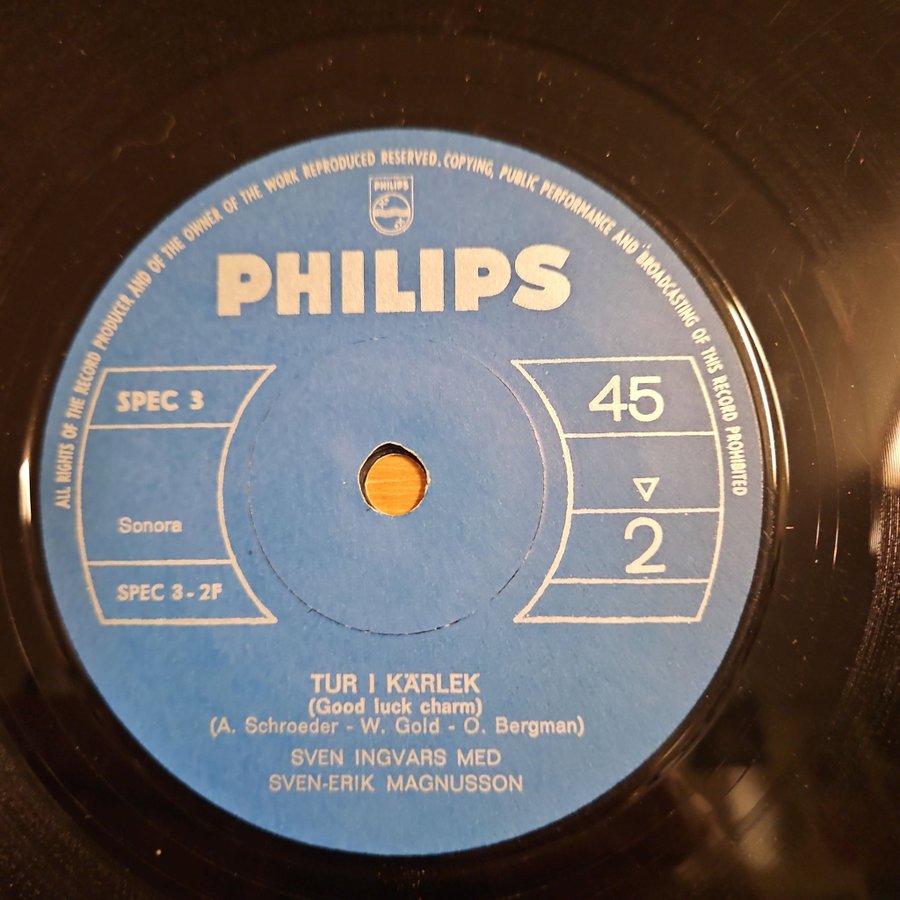 ALL RIGHTS OF THE RECORD PRODUCER AND OF THE OWNER OF THE WORK REPRODUCED RESERVED. COPYING, PUBLIC PERFORMANCE AND BROADCASTING OF THIS RECORD PROHIBITED
PHILIPS
PHILIPS
SPEC 3
45
Sonora
2
SPEC 3 - 2F
TUR I KÄRLEK
(Good luck charm)
(A. Schroeder - W. Gold - O. Bergman)
SVEN INGVARS MED
SVEN-ERIK MAGNUSSON